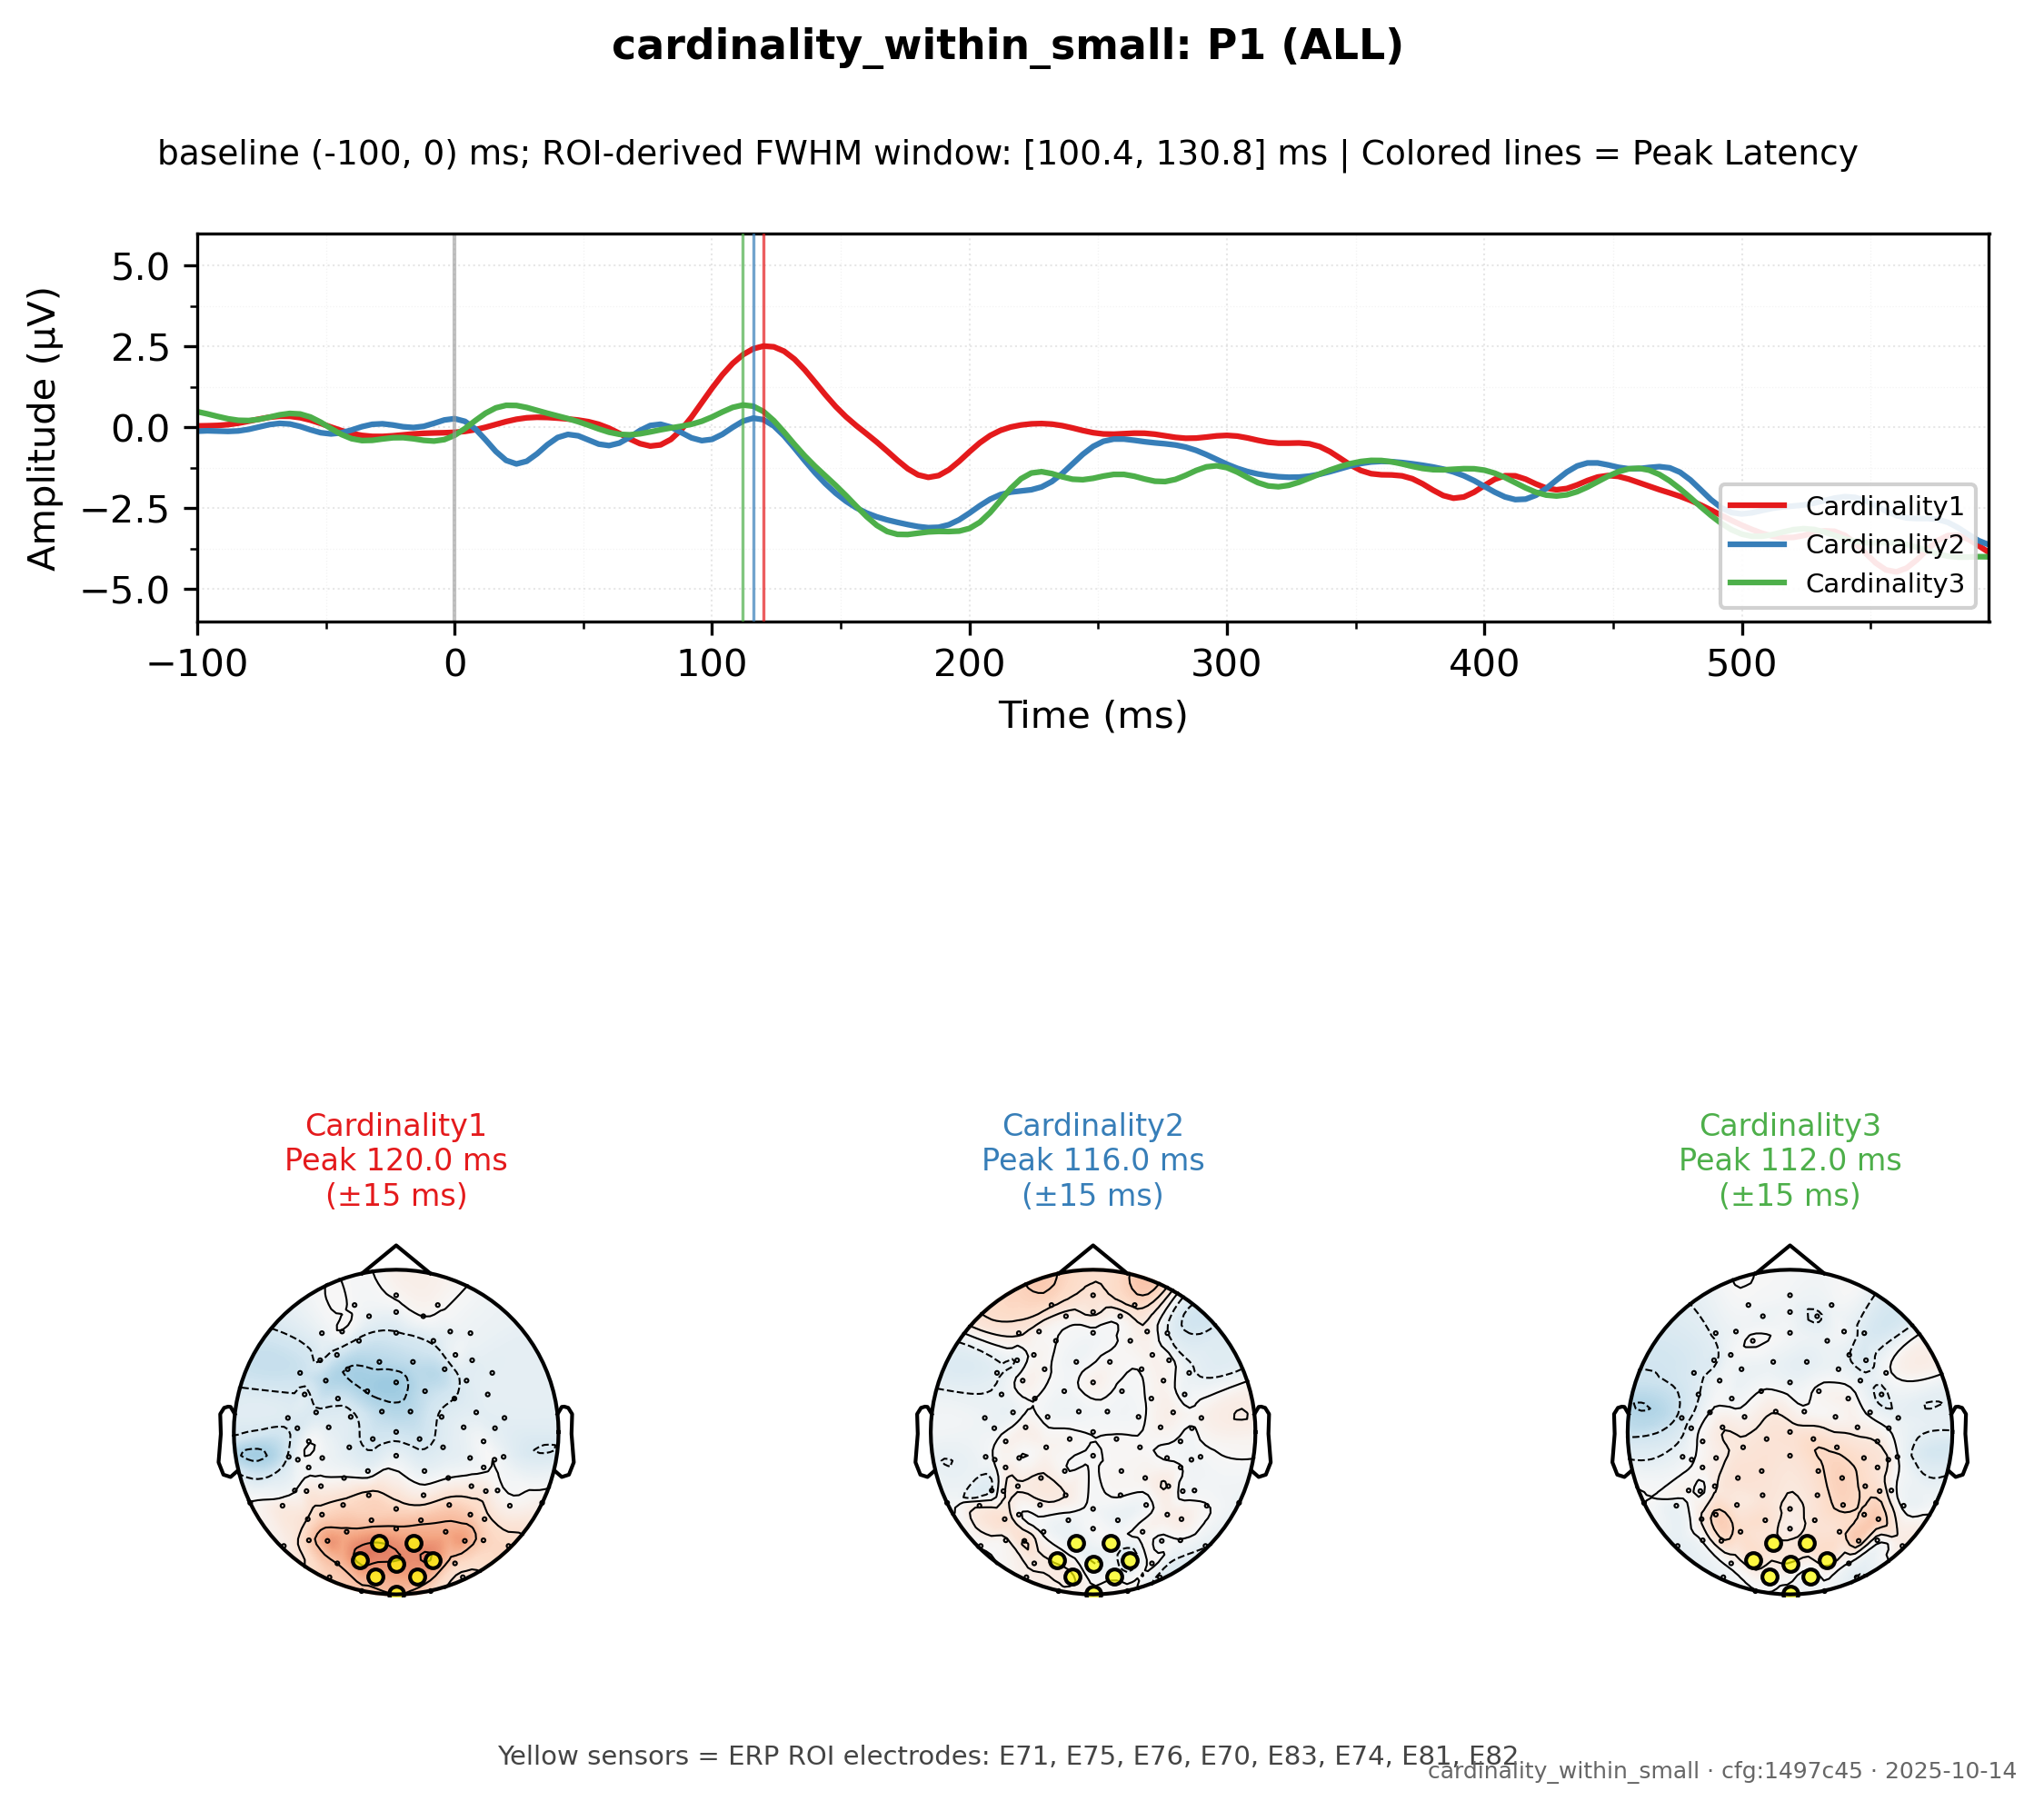 cardinality_within_small: P1 (ALL)
baseline (-100, 0) ms; ROI-derived FWHM window: [100.4, 130.8] ms | Colored lines = Peak Latency
Amplitude (µV)
5.0
2.5
0.0
−2.5
−5.0
Cardinality1
Cardinality2
Cardinality3
−100 0 100 200 300 400 500
Time (ms)
Cardinality1
Peak 120.0 ms
(±15 ms)
Cardinality2
Peak 116.0 ms
(±15 ms)
Cardinality3
Peak 112.0 ms
(±15 ms)
Yellow sensors = ERP ROI electrodes: E71, E75, E76, E70, E83, E74, E81, E82
cardinality_within_small · cfg:1497c45 · 2025-10-14